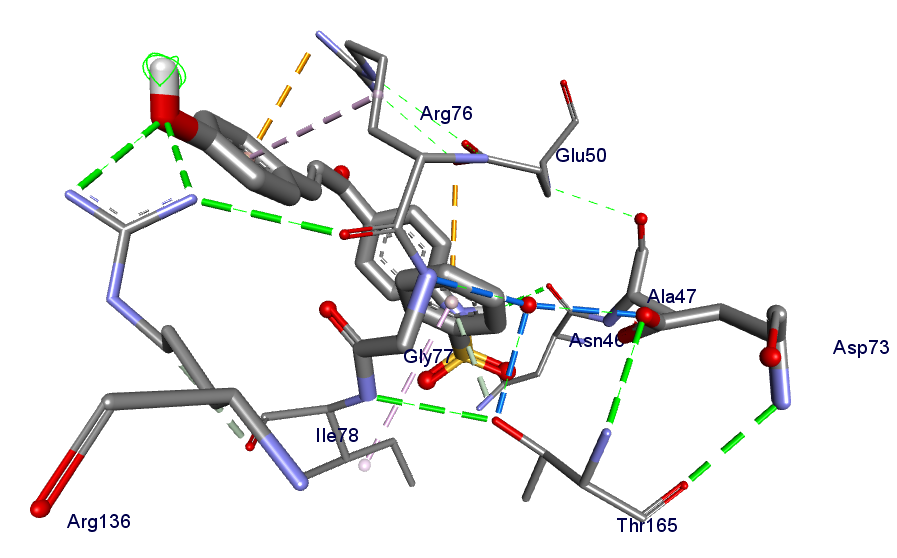 Arg76
Glu50
Ala47
Asn46
Asp73
Gly77
Ile78
Arg136
Thr165